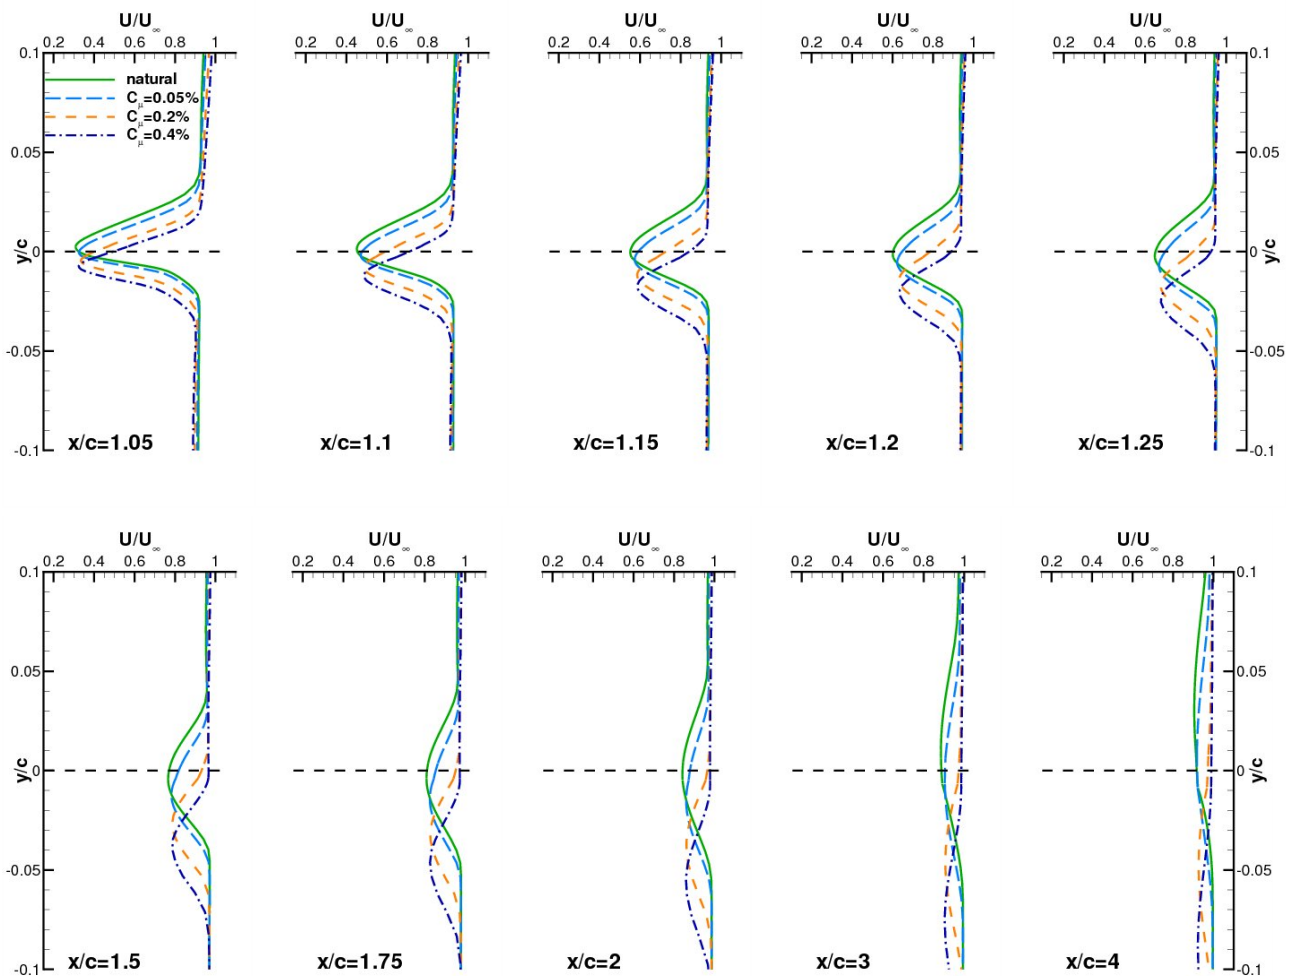 U/U∞ U/U∞ U/U∞ U/U∞ U/U∞
0.2 0.4 0.6 0.8 1 0.2 0.4 0.6 0.8 1 0.2 0.4 0.6 0.8 1 0.2 0.4 0.6 0.8 1 0.2 0.4 0.6 0.8 1
0.1 0.1
natural
Cμ=0.05%
Cμ=0.2%
Cμ=0.4%
0.05 0.05
y/c 0 0 y/c
-0.05 -0.05
x/c=1.05 x/c=1.1 x/c=1.15 x/c=1.2 x/c=1.25
-0.1 -0.1
U/U∞ U/U∞ U/U∞ U/U∞ U/U∞
0.2 0.4 0.6 0.8 1 0.2 0.4 0.6 0.8 1 0.2 0.4 0.6 0.8 1 0.2 0.4 0.6 0.8 1 0.2 0.4 0.6 0.8 1
0.1 0.1
0.05 0.05
y/c 0 0 y/c
-0.05 -0.05
x/c=1.5 x/c=1.75 x/c=2 x/c=3 x/c=4
-0.1 -0.1